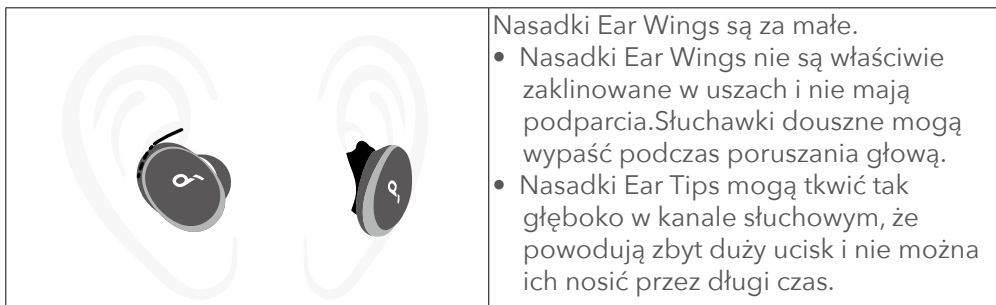 Nasadki Ear Wings są za małe.
• Nasadki Ear Wings nie są właściwie
zaklinowane w uszach i nie mają
podparcia.Słuchawki douszne mogą
wypaść podczas poruszania głową.
• Nasadki Ear Tips mogą tkwić tak
głęboko w kanale słuchowym, że
powodują zbyt duży ucisk i nie można
ich nosić przez długi czas.